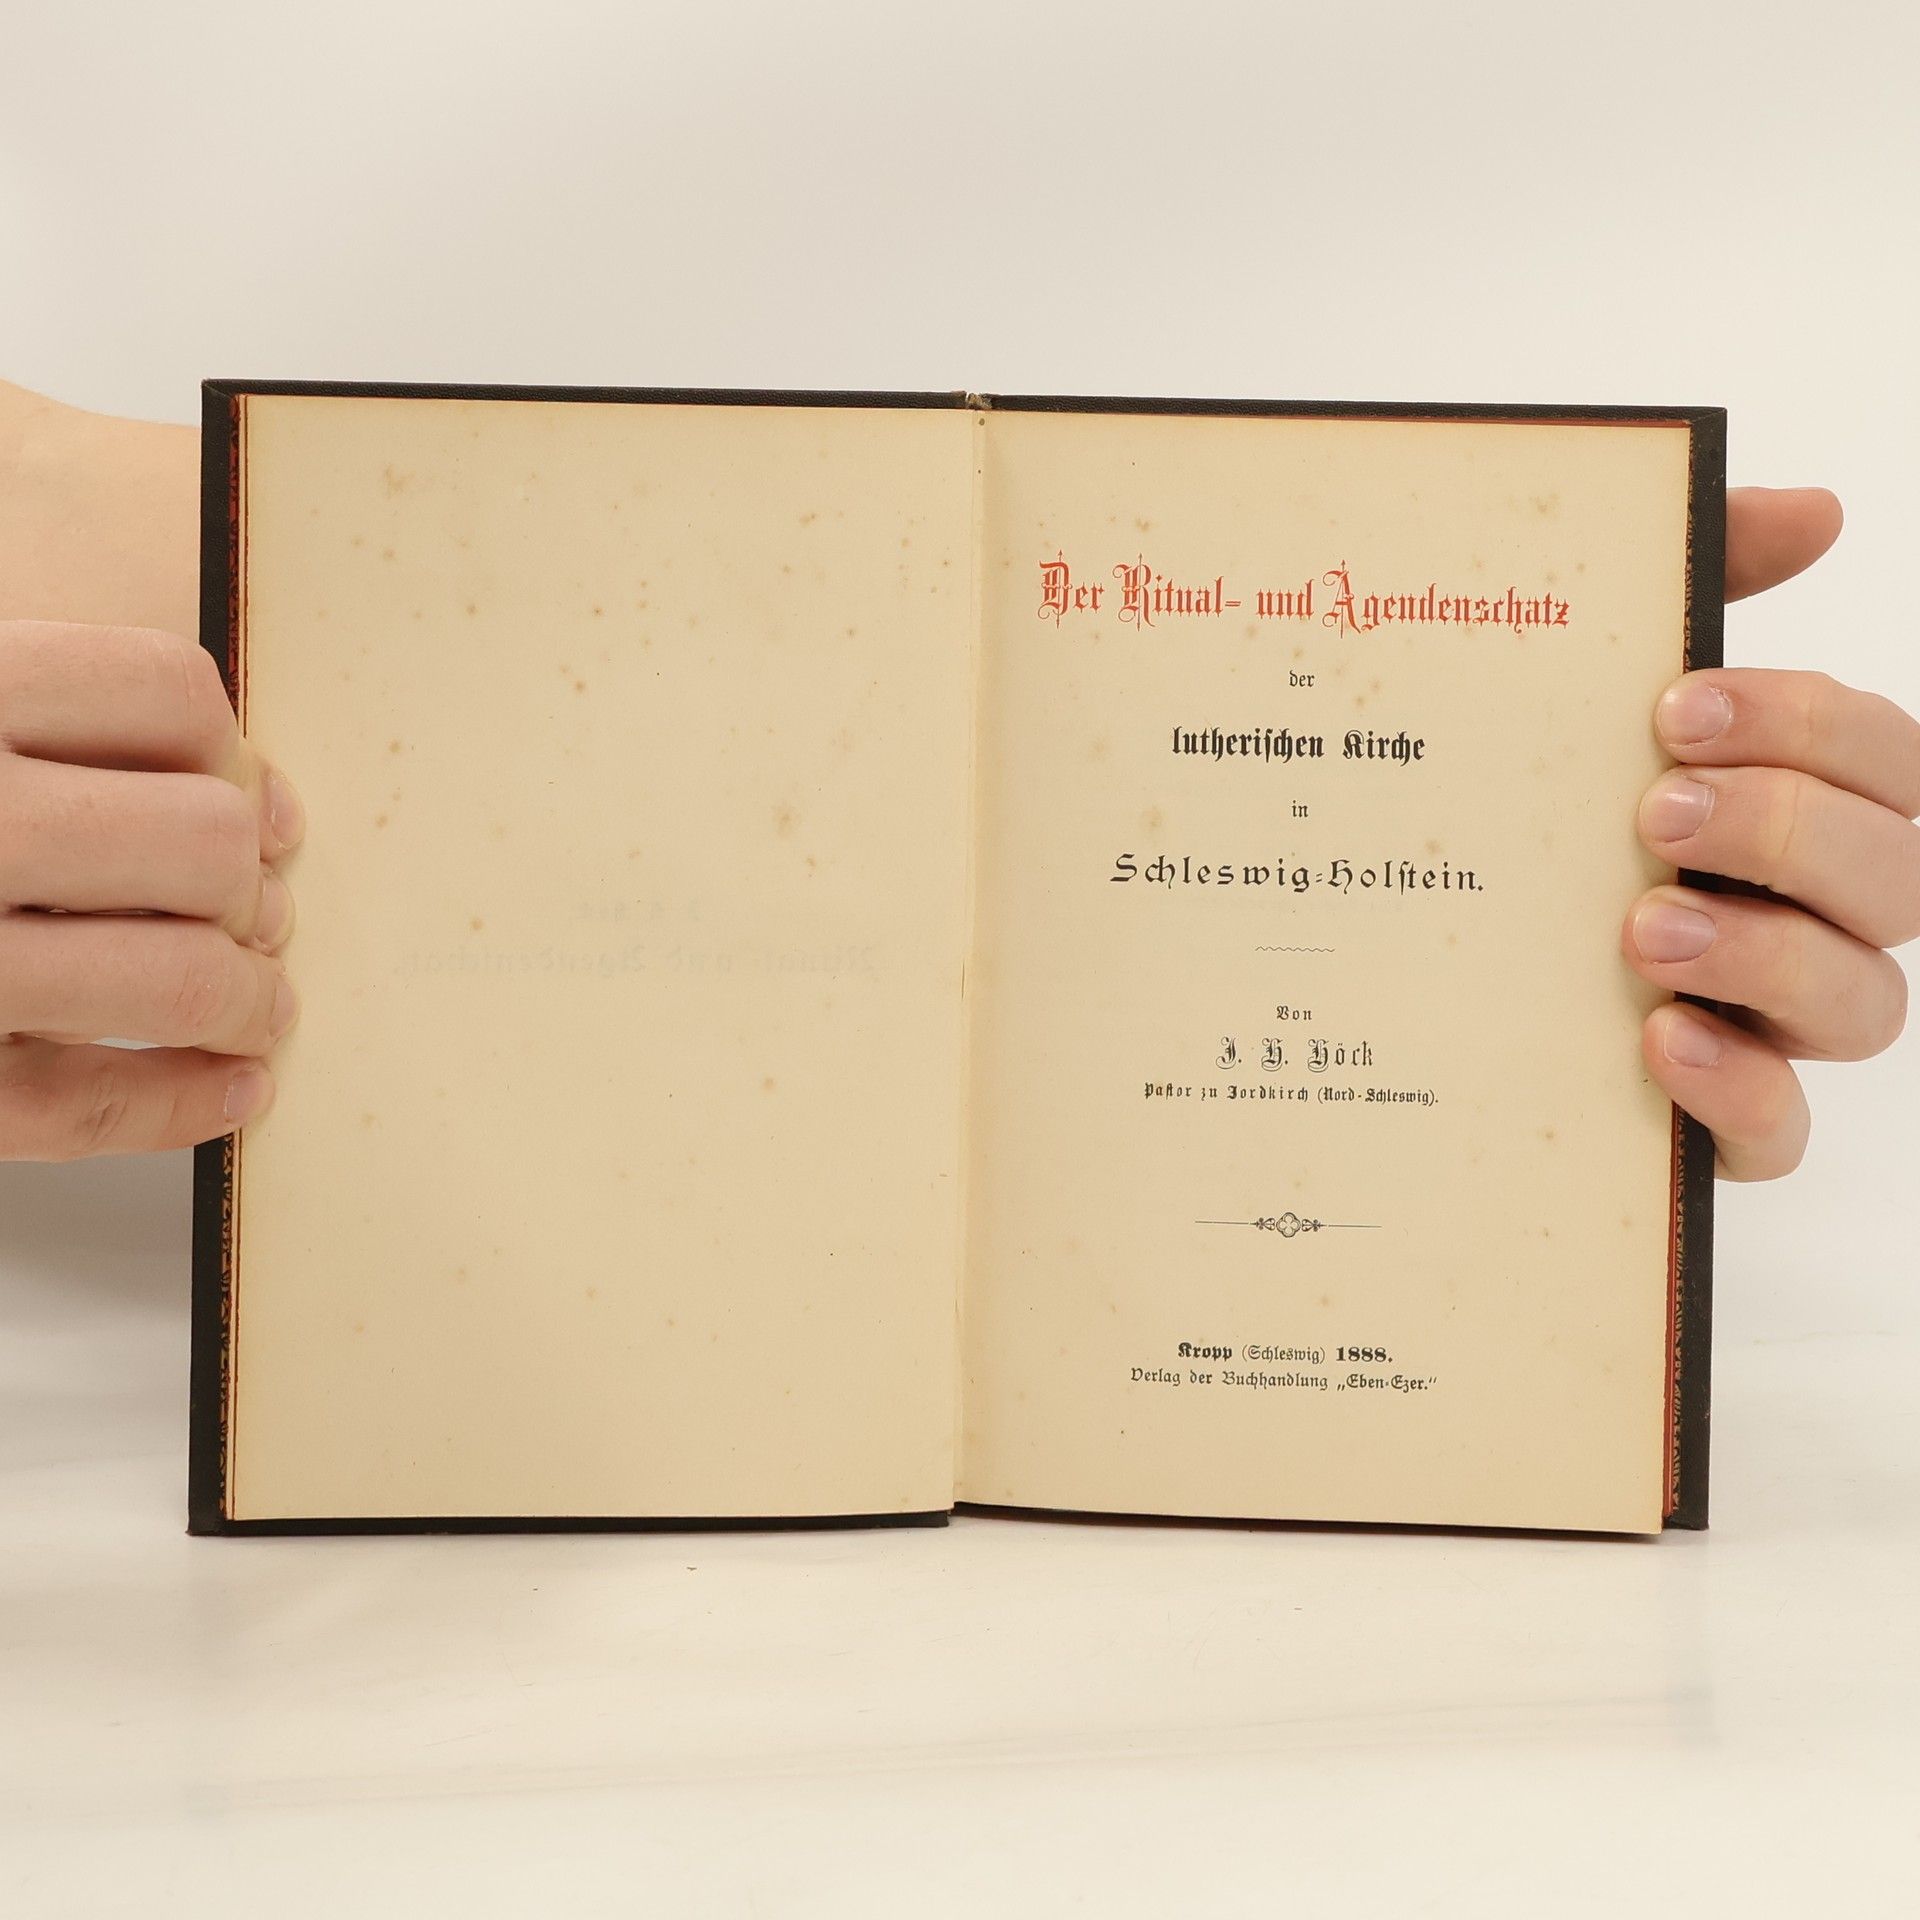 Der Ritual- und Agendenschatz
der
lutheriſchen Kirche
in
Schleswig-Holſtein.
Von
J. H. Höck
Paſtor zu Jordkirch (Nord-Schleswig).
Kropp (Schleswig) 1888.
Verlag der Buchhandlung „Eben-Ezer.“